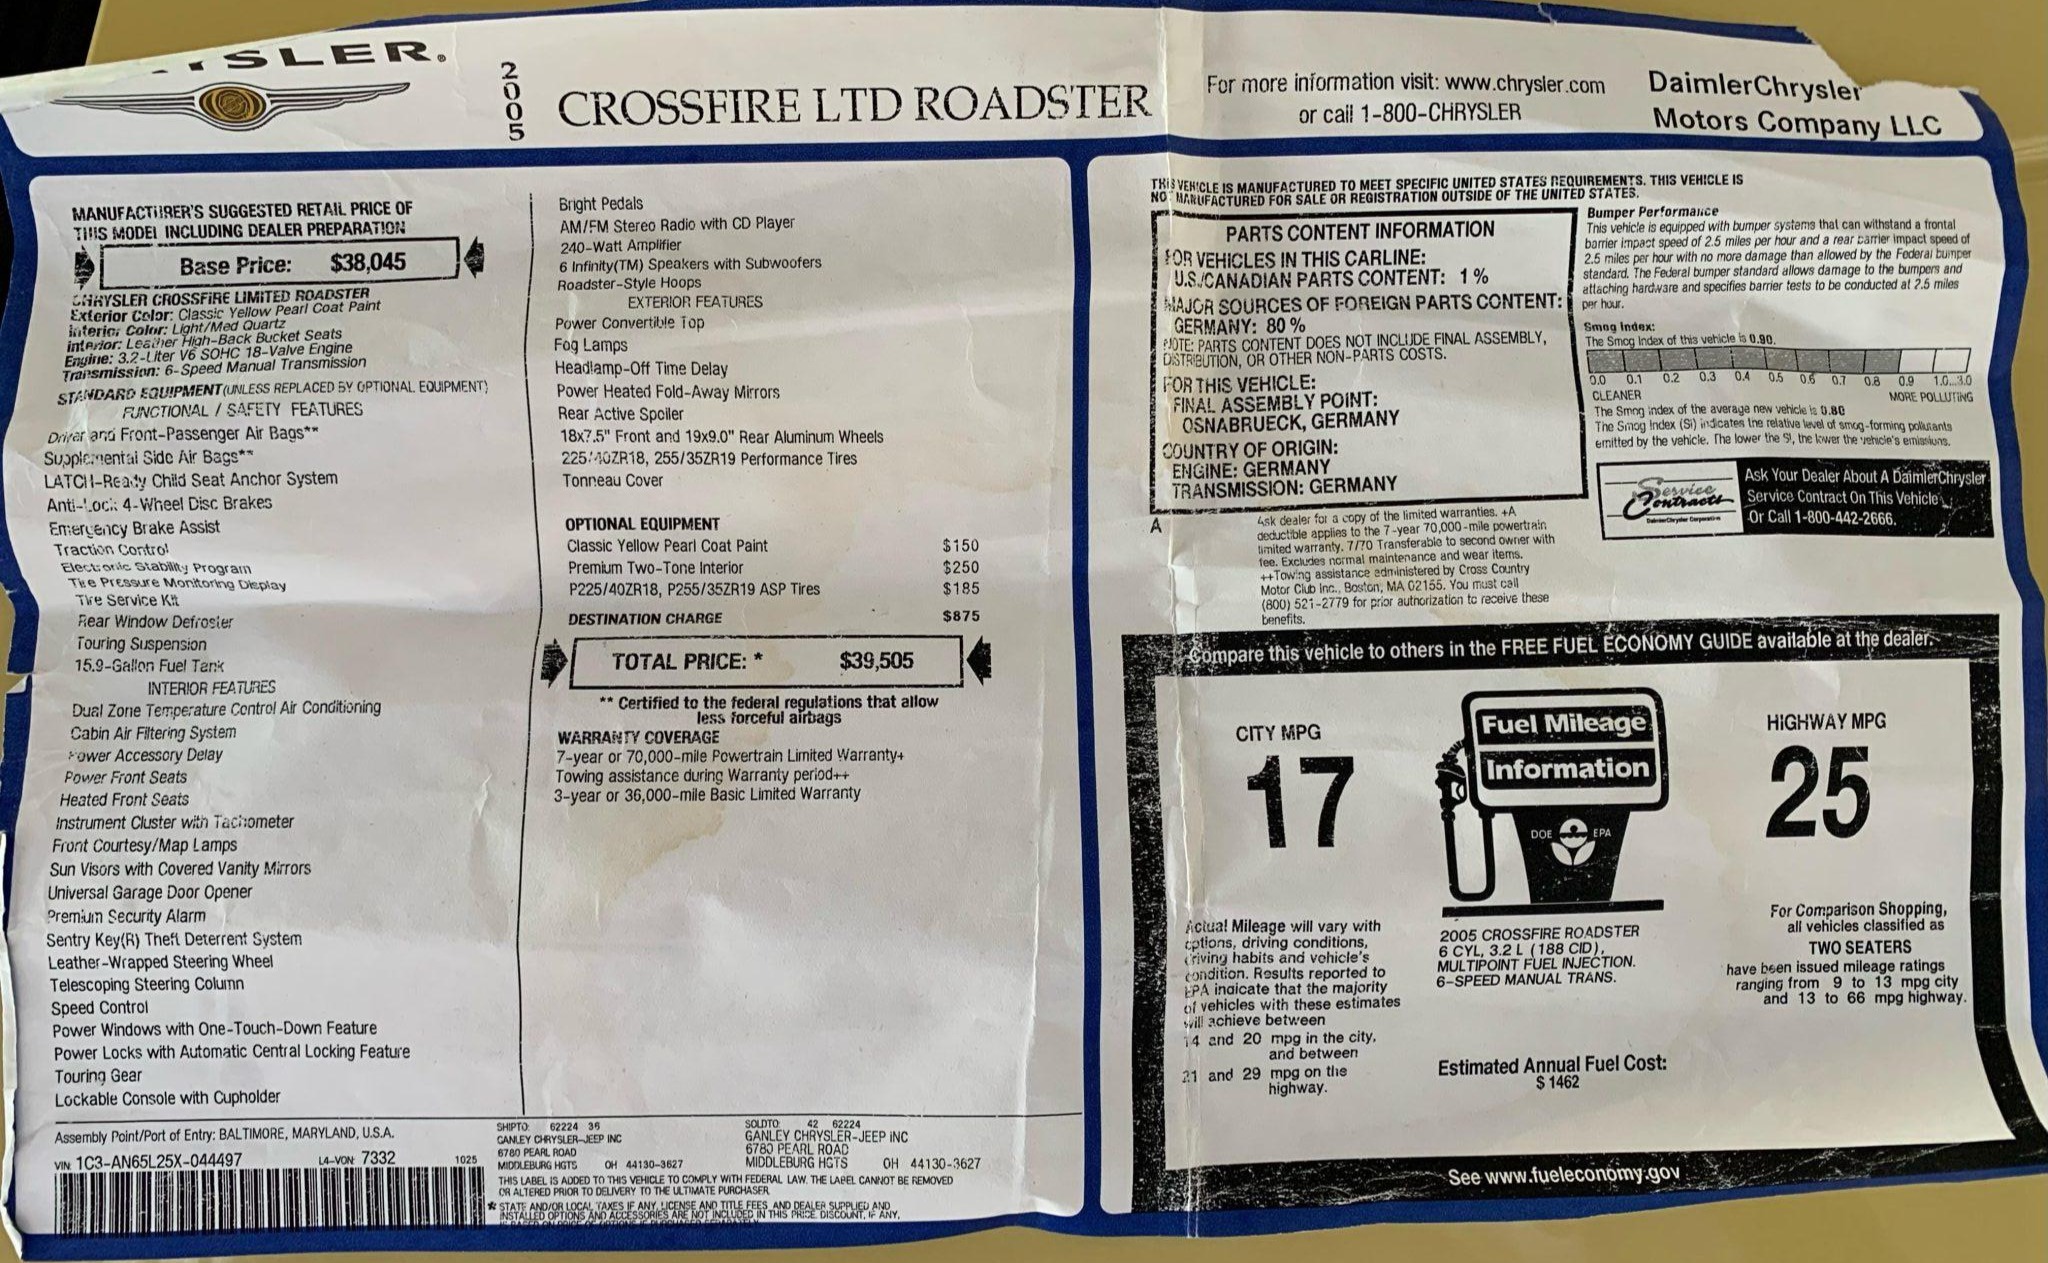 YSLER®
2005
CROSSFIRE LTD ROADSTER
For more information visit: www.chrysler.com
or call 1-800-CHRYSLER
DaimlerChrysler
Motors Company LLC
MANUFACTURER'S SUGGESTED RETAIL PRICE OF
THIS MODEL INCLUDING DEALER PREPARATION
Base Price: $38,045
CHRYSLER CROSSFIRE LIMITED ROADSTER
Exterior Color: Classic Yellow Pearl Coat Paint
Interior Color: Light/Med Quartz
Interior: Leather High-Back Bucket Seats
Engine: 3.2-Liter V6 SOHC 18-Valve Engine
Transmission: 6-Speed Manual Transmission
STANDARD EQUIPMENT (UNLESS REPLACED BY OPTIONAL EQUIPMENT)
FUNCTIONAL / SAFETY FEATURES
Driver and Front-Passenger Air Bags**
Supplemental Side Air Bags**
LATCH-Ready Child Seat Anchor System
Anti-Lock 4-Wheel Disc Brakes
Emergency Brake Assist
Traction Control
Electronic Stability Program
Tire Pressure Monitoring Display
Tire Service Kit
Rear Window Defroster
Touring Suspension
15.9-Gallon Fuel Tank
INTERIOR FEATURES
Dual Zone Temperature Control Air Conditioning
Cabin Air Filtering System
Power Accessory Delay
Power Front Seats
Heated Front Seats
Instrument Cluster with Tachometer
Front Courtesy/Map Lamps
Sun Visors with Covered Vanity Mirrors
Universal Garage Door Opener
Premium Security Alarm
Sentry Key(R) Theft Deterrent System
Leather-Wrapped Steering Wheel
Telescoping Steering Column
Speed Control
Power Windows with One-Touch-Down Feature
Power Locks with Automatic Central Locking Feature
Touring Gear
Lockable Console with Cupholder
Bright Pedals
AM/FM Stereo Radio with CD Player
240-Watt Amplifier
6 Infinity(TM) Speakers with Subwoofers
Roadster-Style Hoops
EXTERIOR FEATURES
Power Convertible Top
Fog Lamps
Headlamp-Off Time Delay
Power Heated Fold-Away Mirrors
Rear Active Spoiler
18x7.5" Front and 19x9.0" Rear Aluminum Wheels
225/40ZR18, 255/35ZR19 Performance Tires
Tonneau Cover
OPTIONAL EQUIPMENT
Classic Yellow Pearl Coat Paint $150
Premium Two-Tone Interior $250
P225/40ZR18, P255/35ZR19 ASP Tires $185
DESTINATION CHARGE $875
TOTAL PRICE: * $39,505
** Certified to the federal regulations that allow
less forceful airbags
WARRANTY COVERAGE
7-year or 70,000-mile Powertrain Limited Warranty+
Towing assistance during Warranty period++
3-year or 36,000-mile Basic Limited Warranty
Assembly Point/Port of Entry: BALTIMORE, MARYLAND, U.S.A.
VIN: 1C3-AN65L25X-044497 L4-VON: 7332 1025
SHIPTO: 62224 36
GANLEY CHRYSLER-JEEP INC
6780 PEARL ROAD
MIDDLEBURG HGTS OH 44130-3627
SOLDTO: 42 62224
GANLEY CHRYSLER-JEEP INC
6780 PEARL ROAD
MIDDLEBURG HGTS OH 44130-3627
THIS LABEL IS ADDED TO THIS VEHICLE TO COMPLY WITH FEDERAL LAW. THE LABEL CANNOT BE REMOVED
OR ALTERED PRIOR TO DELIVERY TO THE ULTIMATE PURCHASER.
* STATE AND/OR LOCAL TAXES IF ANY, LICENSE AND TITLE FEES AND DEALER SUPPLIED AND
INSTALLED OPTIONS AND ACCESSORIES ARE NOT INCLUDED IN THIS PRICE. DISCOUNT, IF ANY,
THIS VEHICLE IS MANUFACTURED TO MEET SPECIFIC UNITED STATES REQUIREMENTS. THIS VEHICLE IS
NOT MANUFACTURED FOR SALE OR REGISTRATION OUTSIDE OF THE UNITED STATES.
PARTS CONTENT INFORMATION
FOR VEHICLES IN THIS CARLINE:
U.S./CANADIAN PARTS CONTENT: 1 %
MAJOR SOURCES OF FOREIGN PARTS CONTENT:
GERMANY: 80 %
NOTE: PARTS CONTENT DOES NOT INCLUDE FINAL ASSEMBLY,
DISTRIBUTION, OR OTHER NON-PARTS COSTS.
FOR THIS VEHICLE:
FINAL ASSEMBLY POINT:
OSNABRUECK, GERMANY
COUNTRY OF ORIGIN:
ENGINE: GERMANY
TRANSMISSION: GERMANY
Bumper Performance
This vehicle is equipped with bumper systems that can withstand a frontal
barrier impact speed of 2.5 miles per hour and a rear barrier impact speed of
2.5 miles per hour with no more damage than allowed by the Federal bumper
standard. The Federal bumper standard allows damage to the bumpers and
attaching hardware and specifies barrier tests to be conducted at 2.5 miles
per hour.
Smog Index:
The Smog Index of this vehicle is 0.90.
0.0 0.1 0.2 0.3 0.4 0.5 0.6 0.7 0.8 0.9 1.0...3.0
CLEANER MORE POLLUTING
The Smog Index of the average new vehicle is 0.80
The Smog Index (SI) indicates the relative level of smog-forming pollutants
emitted by the vehicle. The lower the SI, the lower the vehicle's emissions.
Service
Contracts
DaimlerChrysler Corporation
Ask Your Dealer About A DaimlerChrysler
Service Contract On This Vehicle
Or Call 1-800-442-2666.
A
Ask dealer for a copy of the limited warranties. +A
deductible applies to the 7-year 70,000-mile powertrain
limited warranty. 7/70 Transferable to second owner with
fee. Excludes normal maintenance and wear items.
++Towing assistance administered by Cross Country
Motor Club Inc., Boston, MA 02155. You must call
(800) 521-2779 for prior authorization to receive these
benefits.
Compare this vehicle to others in the FREE FUEL ECONOMY GUIDE available at the dealer.
CITY MPG
17
Fuel Mileage
Information
DOE EPA
HIGHWAY MPG
25
Actual Mileage will vary with
options, driving conditions,
driving habits and vehicle's
condition. Results reported to
EPA indicate that the majority
of vehicles with these estimates
will achieve between
14 and 20 mpg in the city,
and between
21 and 29 mpg on the
highway.
2005 CROSSFIRE ROADSTER
6 CYL, 3.2 L (188 CID),
MULTIPOINT FUEL INJECTION.
6-SPEED MANUAL TRANS.
Estimated Annual Fuel Cost:
$ 1462
For Comparison Shopping,
all vehicles classified as
TWO SEATERS
have been issued mileage ratings
ranging from 9 to 13 mpg city
and 13 to 66 mpg highway.
See www.fueleconomy.gov